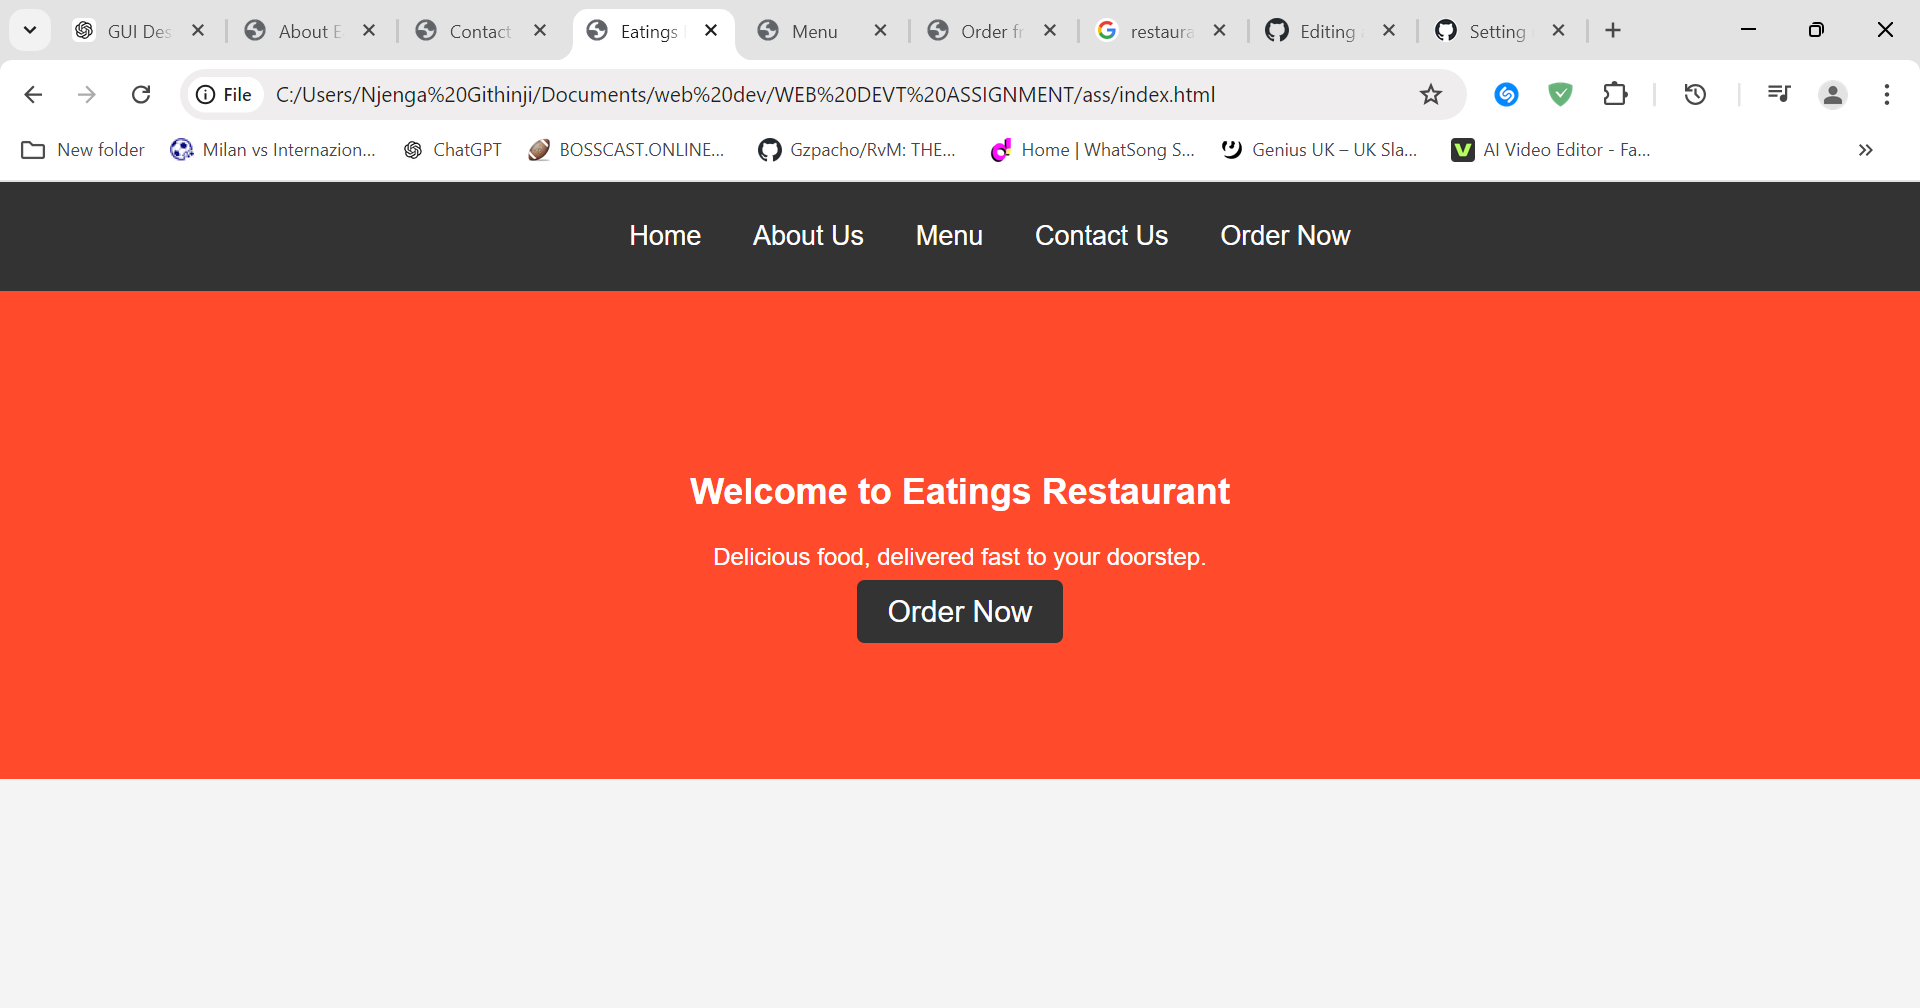 GUI Des
About E
Contact
Eatings
Menu
Order fr
restaura
Editing
Setting
File
C:/Users/Njenga%20Githinji/Documents/web%20dev/WEB%20DEVT%20ASSIGNMENT/ass/index.html
New folder
Milan vs Internazion...
ChatGPT
BOSSCAST.ONLINE...
Gzpacho/RvM: THE...
Home | WhatSong S...
Genius UK – UK Sla...
AI Video Editor - Fa...
Home About Us Menu Contact Us Order Now
Welcome to Eatings Restaurant
Delicious food, delivered fast to your doorstep.
Order Now